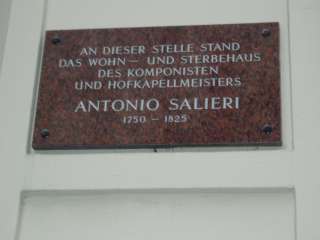 AN DIESER STELLE STAND
DAS WOHN – UND STERBEHAUS
DES KOMPONISTEN
UND HOFKAPELLMEISTERS
ANTONIO SALIERI
1750 – 1825